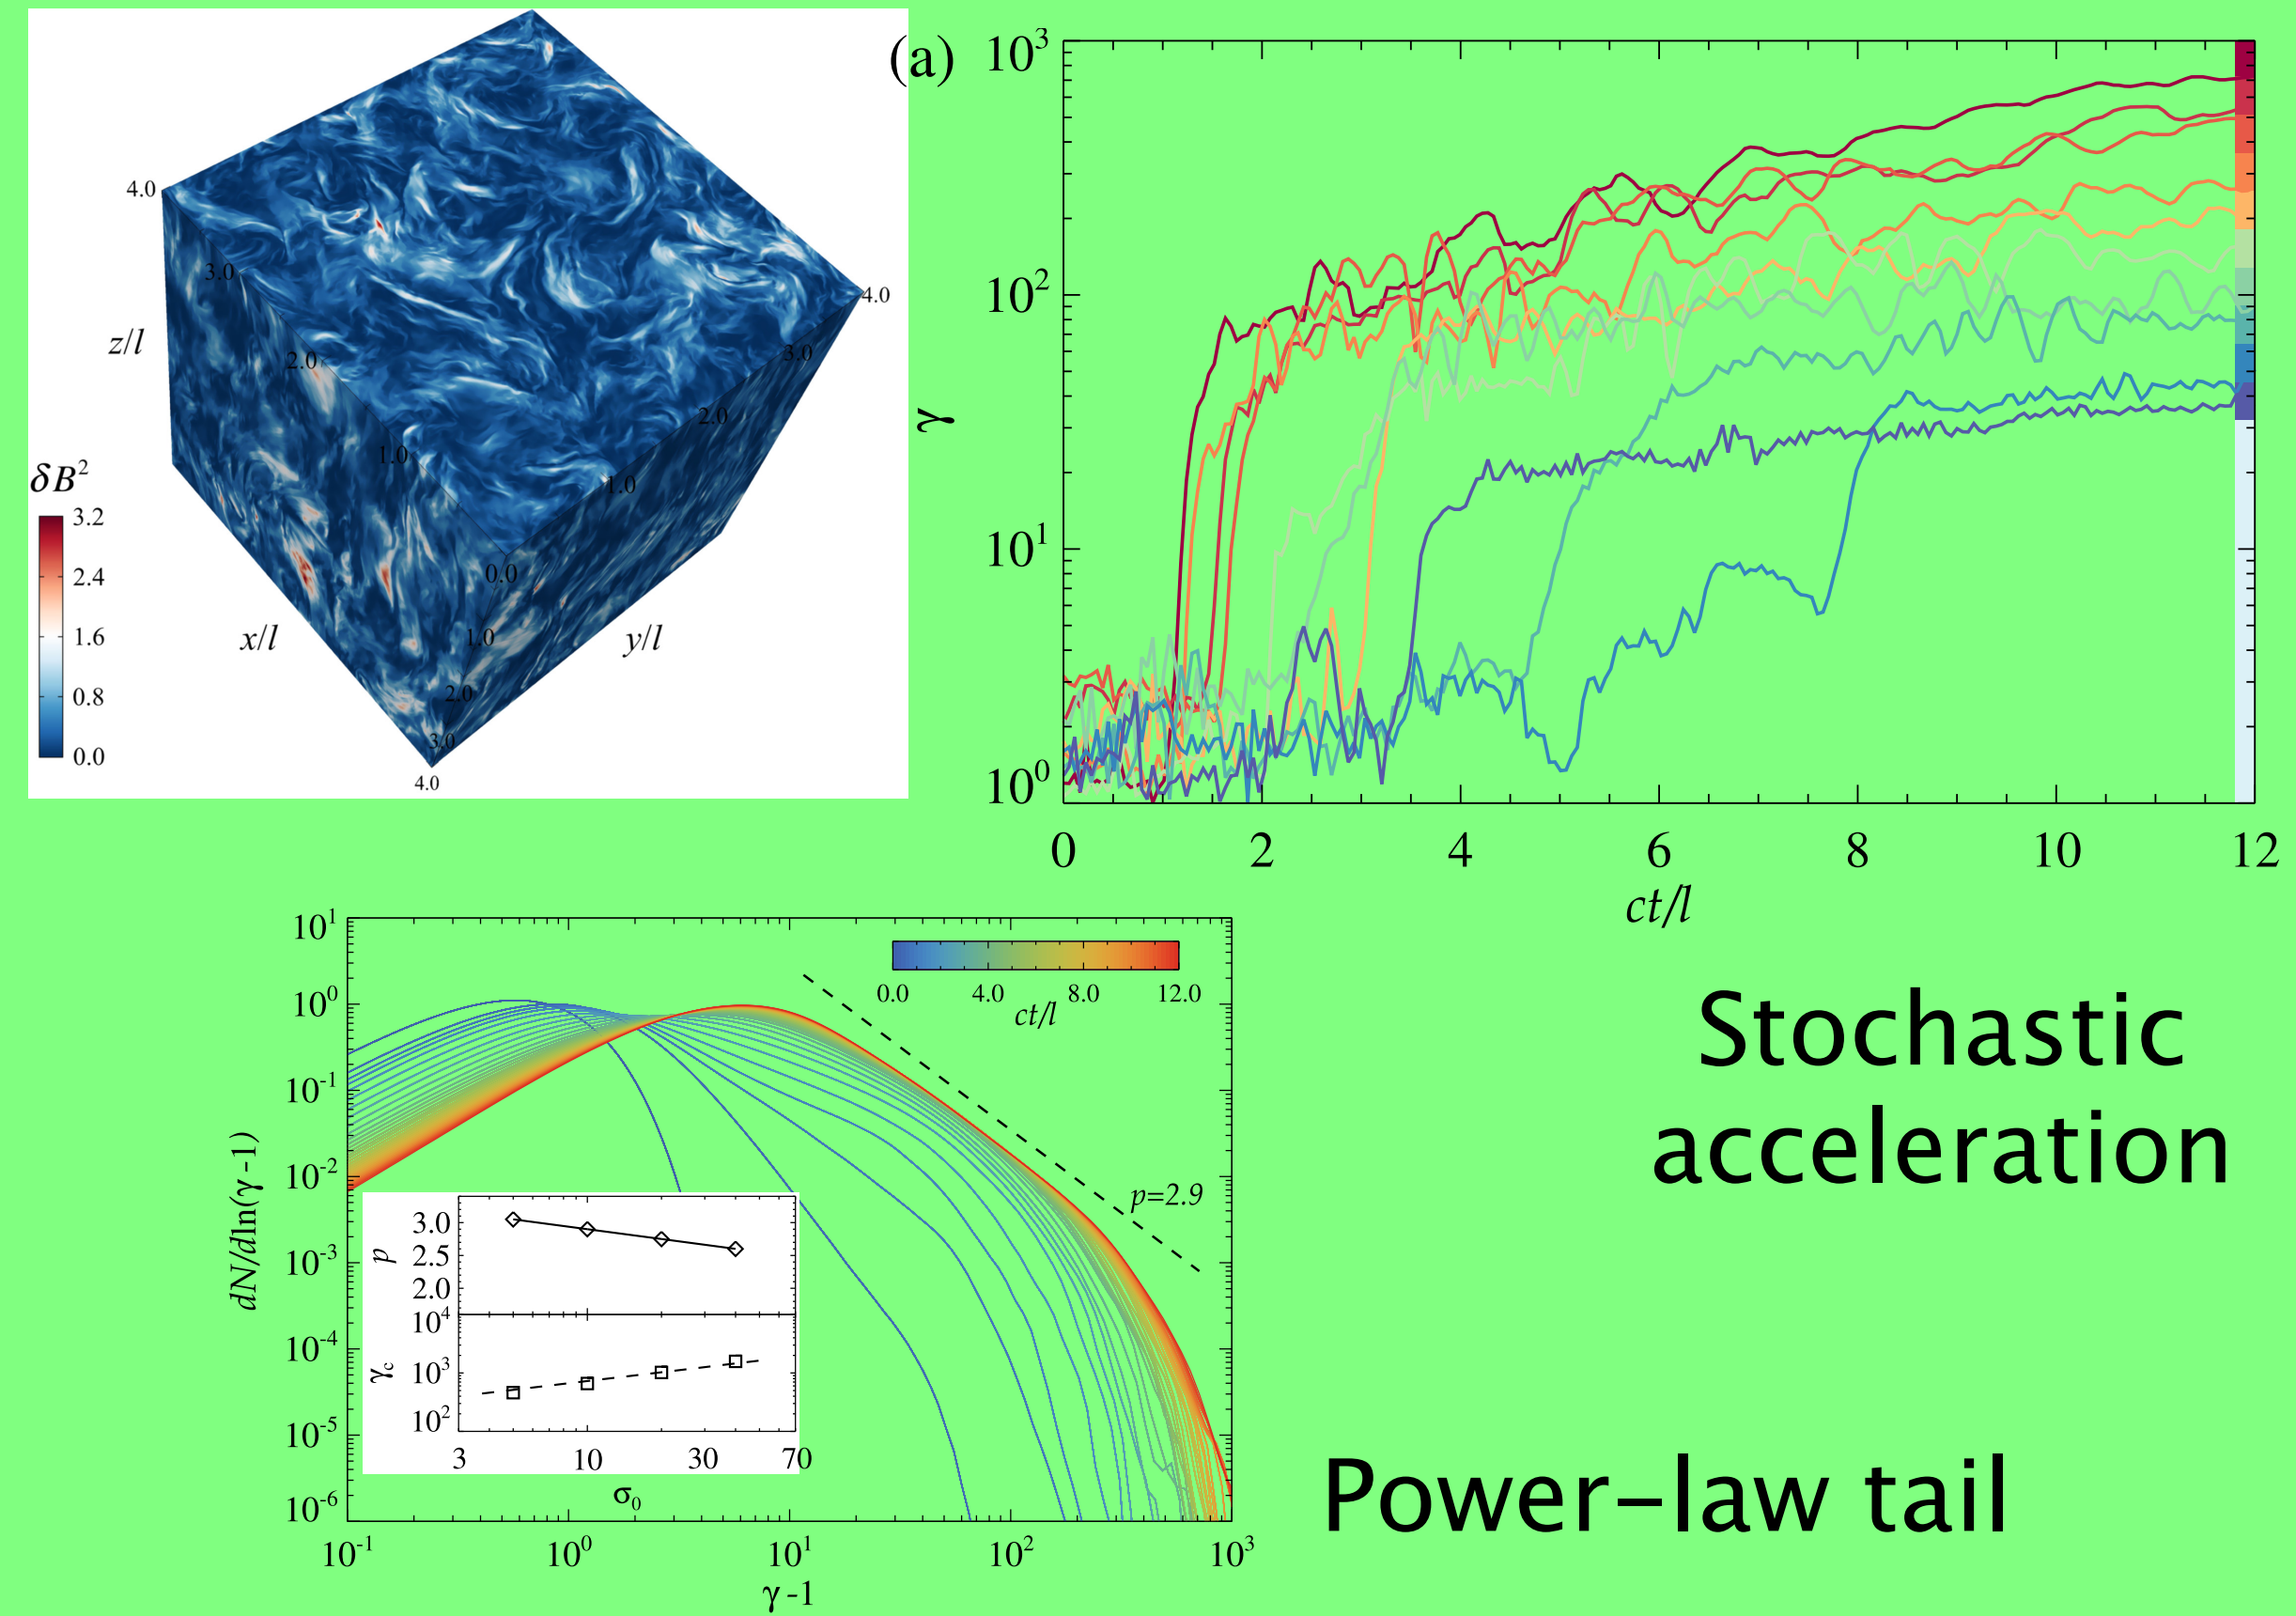 4.0
3.0
2.0
1.0
0.0
4.0
3.0
2.0
1.0
1.0
2.0
3.0
4.0
z/l
x/l
y/l
δB²
3.2
2.4
1.6
0.8
0.0
(a)
10³
10²
10¹
10⁰
γ
0 2 4 6 8 10 12
ct/l
10¹
10⁰
10⁻¹
10⁻²
10⁻³
10⁻⁴
10⁻⁵
10⁻⁶
dN/dln(γ-1)
0.0 4.0 8.0 12.0
ct/l
p=2.9
3.0
2.5
2.0
p
10⁴
10³
10²
γc
3 10 30 70
σ₀
10⁻¹ 10⁰ 10¹ 10² 10³
γ-1
Stochastic
acceleration
Power-law tail